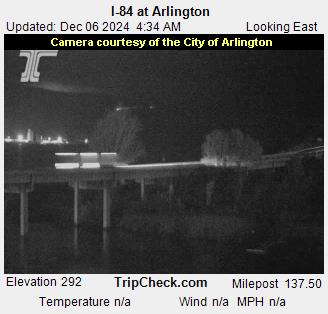 I-84 at Arlington
Updated: Dec 06 2024 4:34 AM Looking East
Camera courtesy of the City of Arlington
Elevation 292 TripCheck.com Milepost 137.50
Temperature n/a Wind n/a MPH n/a